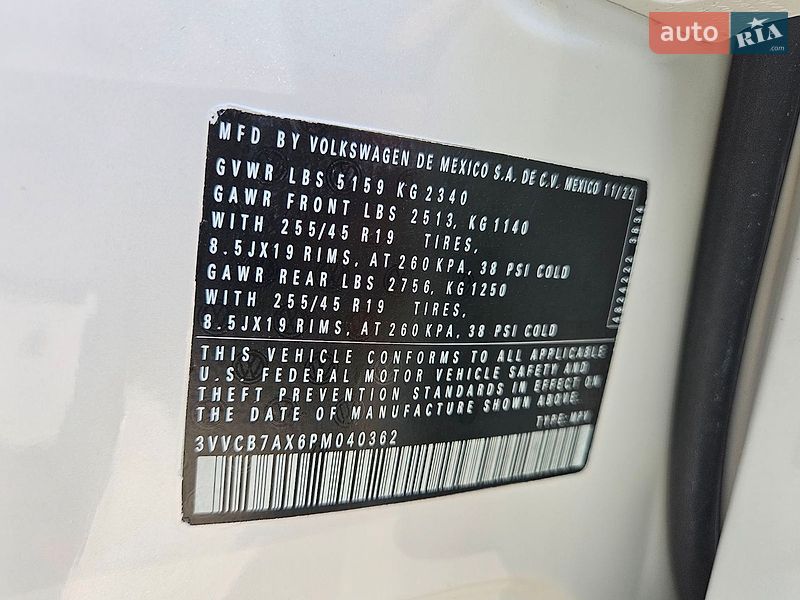 auto RIA .com
MFD BY VOLKSWAGEN DE MEXICO S.A. DE C.V. MEXICO 11/22
GVWR LBS 5159 KG 2340
GAWR FRONT LBS 2513, KG 1140
WITH 255/45 R19 TIRES,
8.5JX19 RIMS, AT 260 KPA, 38 PSI COLD
GAWR REAR LBS 2756, KG 1250
WITH 255/45 R19 TIRES,
8.5JX19 RIMS, AT 260 KPA, 38 PSI COLD
THIS VEHICLE CONFORMS TO ALL APPLICABLE
U.S. FEDERAL MOTOR VEHICLE SAFETY AND
THEFT PREVENTION STANDARDS IN EFFECT ON
THE DATE OF MANUFACTURE SHOWN ABOVE.
TYPE: MPV
3VVCB7AX6PM040362